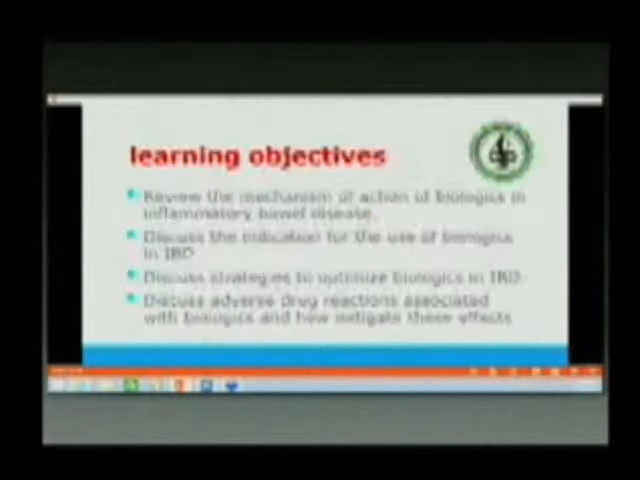 learning objectives
Review the mechanism of action of biologics in
inflammatory bowel disease.
Discuss the indication for the use of biologics
in IBD
Discuss strategies to optimize biologics in IBD
Discuss adverse drug reactions associated
with biologics and how mitigate these effects